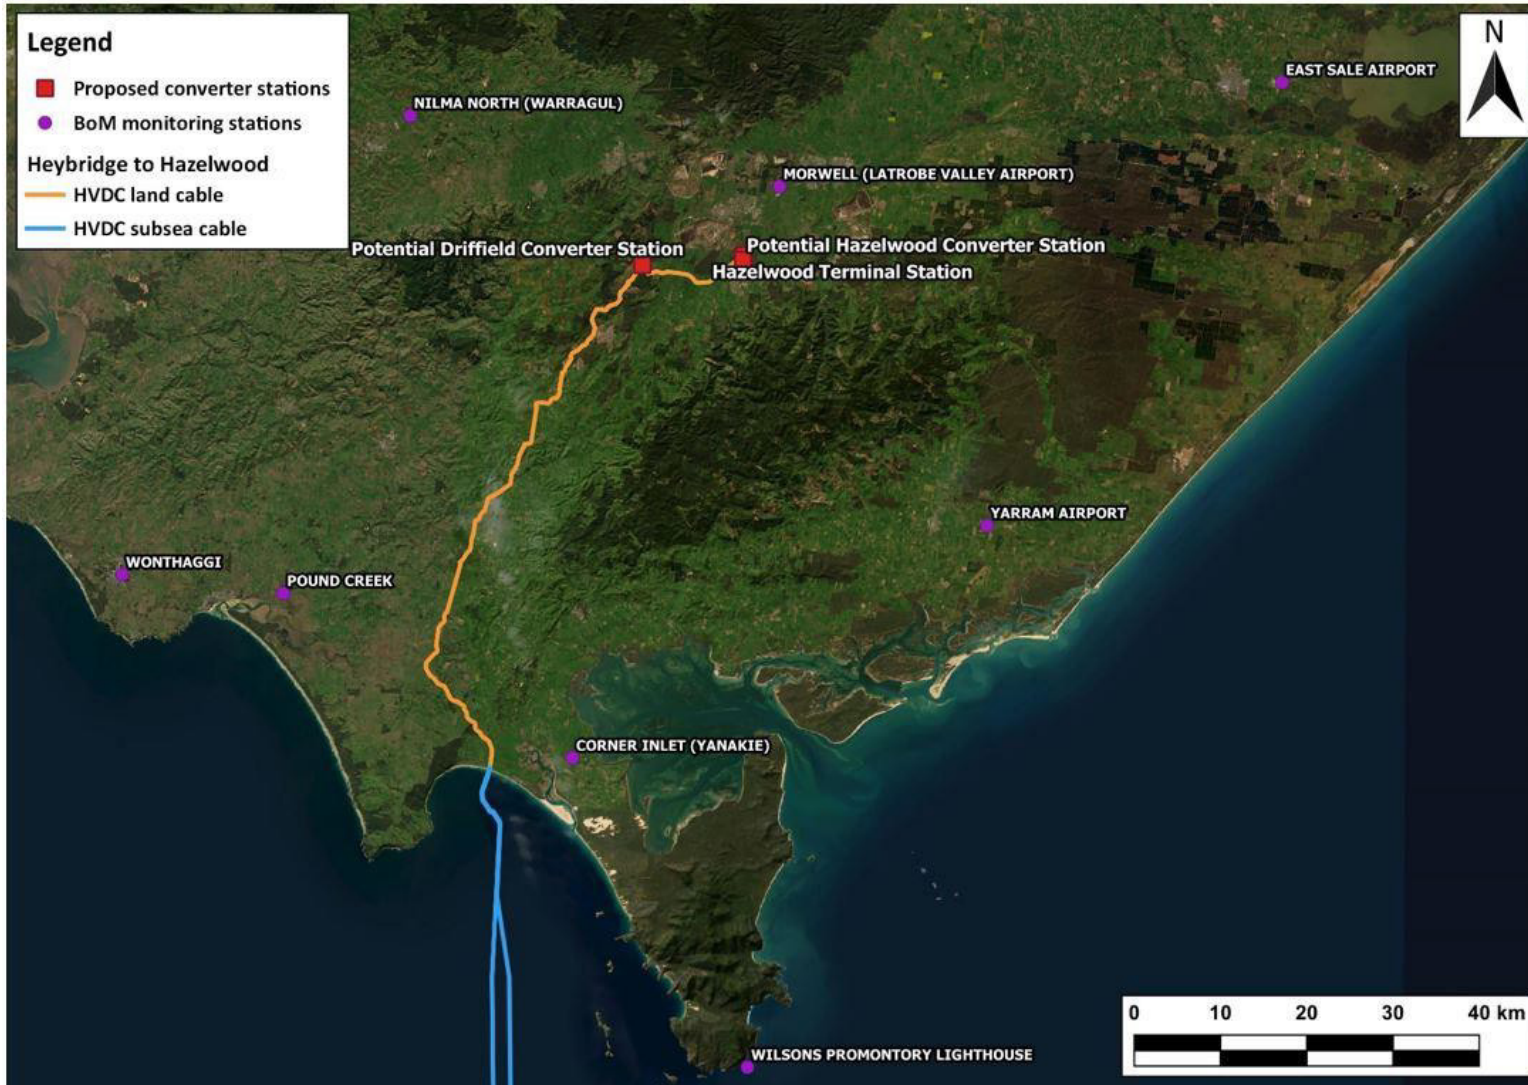 Legend
Proposed converter stations
BoM monitoring stations
Heybridge to Hazelwood
HVDC land cable
HVDC subsea cable
N
EAST SALE AIRPORT
NILMA NORTH (WARRAGUL)
MORWELL (LATROBE VALLEY AIRPORT)
Potential Driffield Converter Station
Potential Hazelwood Converter Station
Hazelwood Terminal Station
YARRAM AIRPORT
WONTHAGGI
POUND CREEK
CORNER INLET (YANAKIE)
WILSONS PROMONTORY LIGHTHOUSE
0 10 20 30 40 km